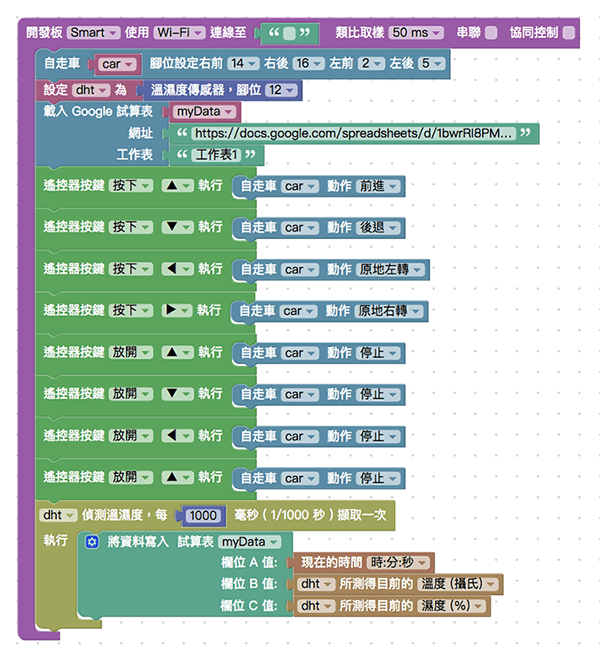 開發板 Smart 使用 Wi-Fi 連線至 “ ” 類比取樣 50 ms 串聯 協同控制
自走車 car 腳位設定右前 14 右後 16 左前 2 左後 5
設定 dht 為 溫濕度傳感器，腳位 12
載入 Google 試算表 myData
網址 “ https://docs.google.com/spreadsheets/d/1bwrRl8PM... ”
工作表 “ 工作表1 ”
遙控器按鍵 按下 ▲ 執行 自走車 car 動作 前進
遙控器按鍵 按下 ▼ 執行 自走車 car 動作 後退
遙控器按鍵 按下 ◀ 執行 自走車 car 動作 原地左轉
遙控器按鍵 按下 ▶ 執行 自走車 car 動作 原地右轉
遙控器按鍵 放開 ▲ 執行 自走車 car 動作 停止
遙控器按鍵 放開 ▼ 執行 自走車 car 動作 停止
遙控器按鍵 放開 ◀ 執行 自走車 car 動作 停止
遙控器按鍵 放開 ▲ 執行 自走車 car 動作 停止
dht 偵測溫濕度，每 1000 毫秒 ( 1/1000 秒 ) 擷取一次
執行 將資料寫入 試算表 myData
欄位 A 值: 現在的時間 時:分:秒
欄位 B 值: dht 所測得目前的 溫度 (攝氏)
欄位 C 值: dht 所測得目前的 濕度 (%)